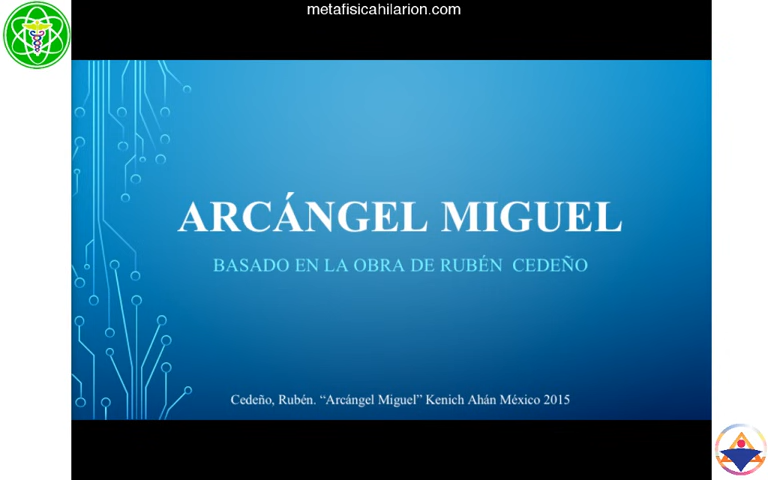 metafisicahilarion.com
ARCÁNGEL MIGUEL
BASADO EN LA OBRA DE RUBÉN CEDEÑO
Cedeño, Rubén. “Arcángel Miguel” Kenich Ahán México 2015